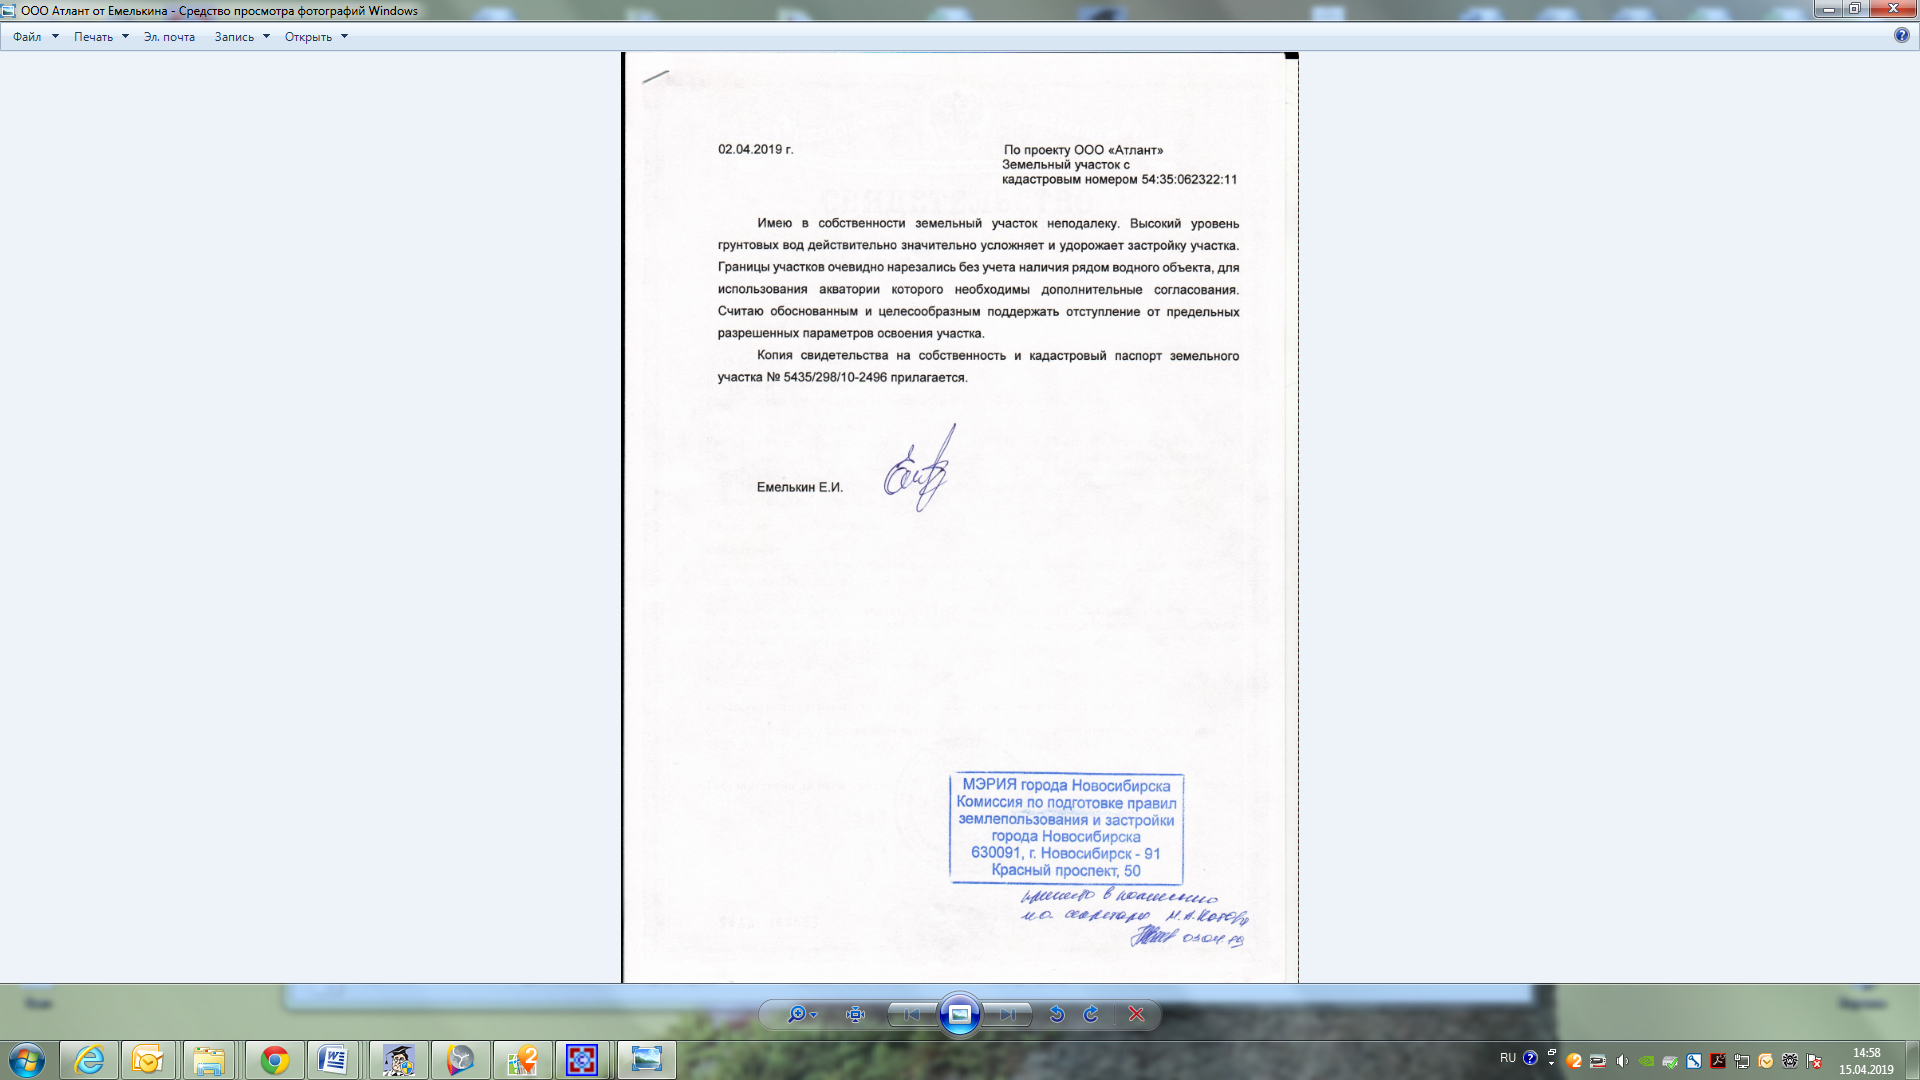 ООО Атлант от Емелькина - Средство просмотра фотографий Windows
Файл Печать Эл. почта Запись Открыть
02.04.2019 г.
По проекту ООО «Атлант»
Земельный участок с
кадастровым номером 54:35:062322:11
Имею в собственности земельный участок неподалеку. Высокий уровень
грунтовых вод действительно значительно усложняет и удорожает застройку участка.
Границы участков очевидно нарезались без учета наличия рядом водного объекта, для
использования акватории которого необходимы дополнительные согласования.
Считаю обоснованным и целесообразным поддержать отступление от предельных
разрешенных параметров освоения участка.
Копия свидетельства на собственность и кадастровый паспорт земельного
участка № 5435/298/10-2496 прилагается.
Емелькин Е.И.
МЭРИЯ города Новосибирска
Комиссия по подготовке правил
землепользования и застройки
города Новосибирска
630091, г. Новосибирск - 91
Красный проспект, 50
секретарь
03.04.19
RU
14:58
15.04.2019